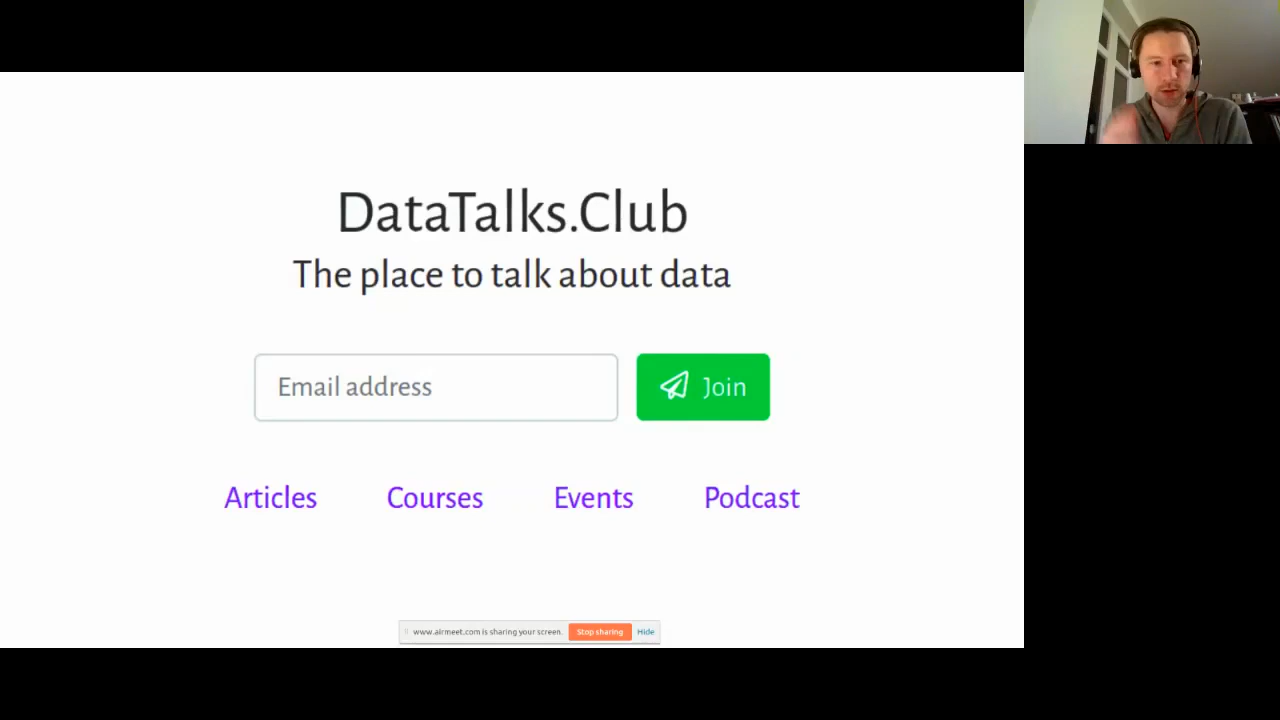 DataTalks.Club
The place to talk about data
Email address
Join
Articles Courses Events Podcast
www.airmeet.com is sharing your screen. Stop sharing Hide